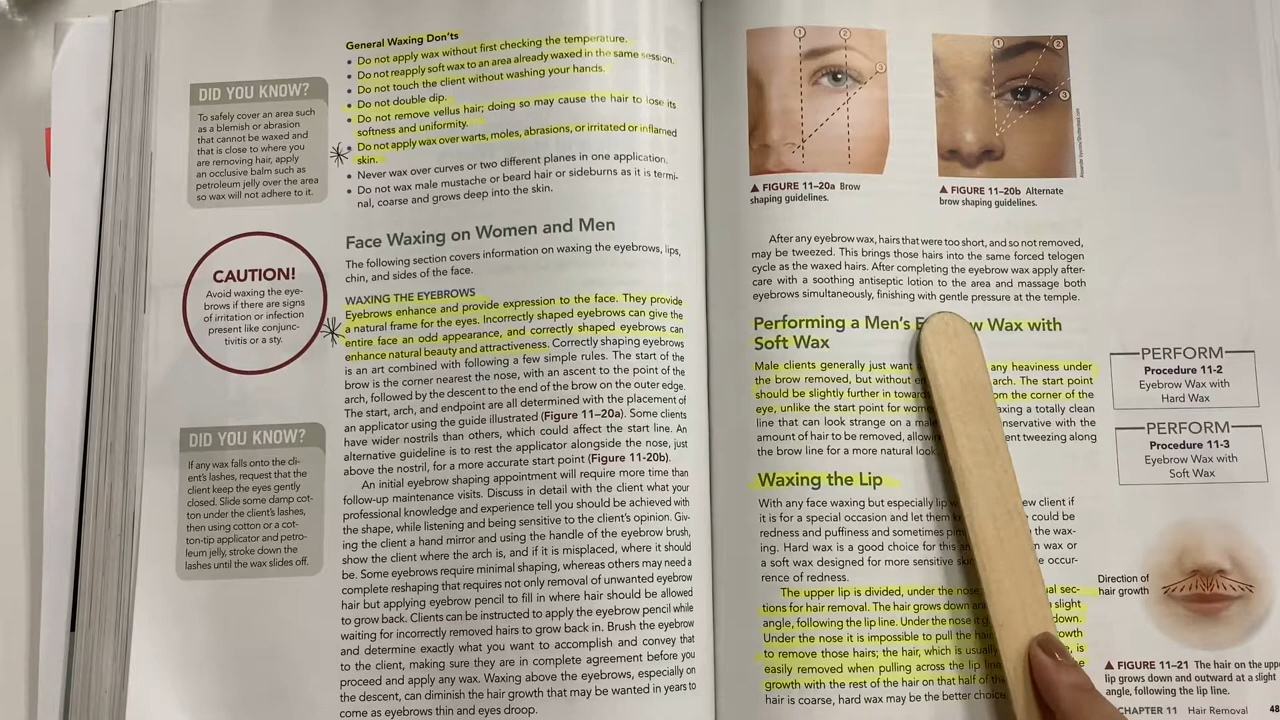 General Waxing Don'ts
• Do not apply wax without first checking the temperature.
• Do not reapply soft wax to an area already waxed in the same session.
• Do not touch the client without washing your hands.
• Do not double dip.
• Do not remove vellus hair; doing so may cause the hair to lose its
softness and uniformity.
• Do not apply wax over warts, moles, abrasions, or irritated or inflamed
skin.
• Never wax over curves or two different planes in one application.
• Do not wax male mustache or beard hair or sideburns as it is termi-
nal, coarse and grows deep into the skin.
DID YOU KNOW?
To safely cover an area such
as a blemish or abrasion
that cannot be waxed and
that is close to where you
are removing hair, apply
an occlusive balm such as
petroleum jelly over the area
so wax will not adhere to it.
Face Waxing on Women and Men
The following section covers information on waxing the eyebrows, lips,
chin, and sides of the face.
CAUTION!
Avoid waxing the eye-
brows if there are signs
of irritation or infection
present like conjunc-
tivitis or a sty.
WAXING THE EYEBROWS
Eyebrows enhance and provide expression to the face. They provide
a natural frame for the eyes. Incorrectly shaped eyebrows can give the
entire face an odd appearance, and correctly shaped eyebrows can
enhance natural beauty and attractiveness. Correctly shaping eyebrows
is an art combined with following a few simple rules. The start of the
brow is the corner nearest the nose, with an ascent to the point of the
arch, followed by the descent to the end of the brow on the outer edge.
The start, arch, and endpoint are all determined with the placement of
an applicator using the guide illustrated (Figure 11–20a). Some clients
have wider nostrils than others, which could affect the start line. An
alternative guideline is to rest the applicator alongside the nose, just
above the nostril, for a more accurate start point (Figure 11-20b).
An initial eyebrow shaping appointment will require more time than
follow-up maintenance visits. Discuss in detail with the client what your
professional knowledge and experience tell you should be achieved with
the shape, while listening and being sensitive to the client's opinion. Giv-
ing the client a hand mirror and using the handle of the eyebrow brush,
show the client where the arch is, and if it is misplaced, where it should
be. Some eyebrows require minimal shaping, whereas others may need a
complete reshaping that requires not only removal of unwanted eyebrow
hair but applying eyebrow pencil to fill in where hair should be allowed
to grow back. Clients can be instructed to apply the eyebrow pencil while
waiting for incorrectly removed hairs to grow back in. Brush the eyebrow
and determine exactly what you want to accomplish and convey that
to the client, making sure they are in complete agreement before you
proceed and apply any wax. Waxing above the eyebrows, especially on
the descent, can diminish the hair growth that may be wanted in years to
come as eyebrows thin and eyes droop.
DID YOU KNOW?
If any wax falls onto the cli-
ent's lashes, request that the
client keep the eyes gently
closed. Slide some damp cot-
ton under the client's lashes,
then using cotton or a cot-
ton-tip applicator and petro-
leum jelly, stroke down the
lashes until the wax slides off.
1 2 3
▲ FIGURE 11–20a Brow
shaping guidelines.
1 2 3
▲ FIGURE 11–20b Alternate
brow shaping guidelines.
After any eyebrow wax, hairs that were too short, and so not removed,
may be tweezed. This brings those hairs into the same forced telogen
cycle as the waxed hairs. After completing the eyebrow wax apply after-
care with a soothing antiseptic lotion to the area and massage both
eyebrows simultaneously, finishing with gentle pressure at the temple.
Performing a Men's Wax with
Soft Wax
Male clients generally just want any heaviness under
the brow removed, but without arch. The start point
should be slightly further in from the corner of the
eye, unlike the start point for a totally clean
line that can look strange on a
amount of hair to be removed, tweezing along
the brow line for a more natural look.
PERFORM
Procedure 11-2
Eyebrow Wax with
Hard Wax
PERFORM
Procedure 11-3
Eyebrow Wax with
Soft Wax
Waxing the Lip
With any face waxing but especially lip client if
it is for a special occasion and let them could be
redness and puffiness and sometimes the wax-
ing. Hard wax is a good choice for this wax or
a soft wax designed for more sensitive occur-
rence of redness.
The upper lip is divided, under the nose, sec-
tions for hair removal. The hair grows down slight
angle, following the lip line. Under the nose it down.
Under the nose it is impossible to pull the
to remove those hairs; the hair, which is usually is
easily removed when pulling across the lip
growth with the rest of the hair on that half of
hair is coarse, hard wax may be the better
Direction of
hair growth
▲ FIGURE 11–21 The hair on the
lip grows down and outward at a slight
angle, following the lip line.
CHAPTER 11 Hair Removal